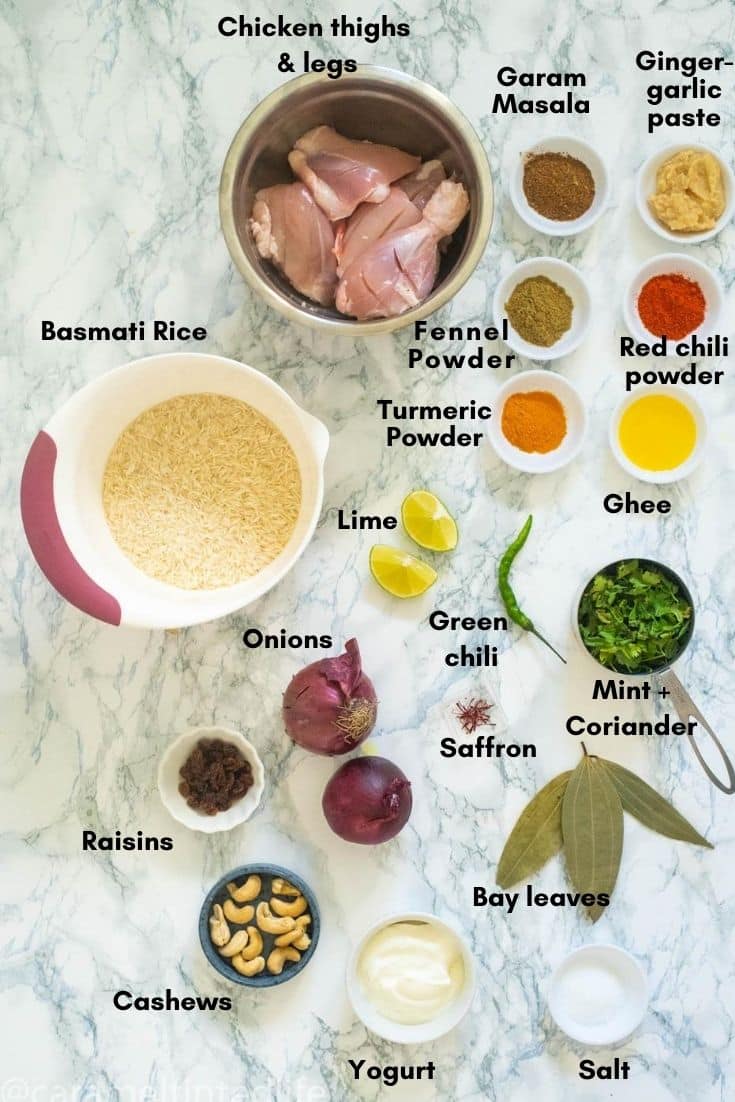 Chicken thighs
& legs
Garam
Masala
Ginger-
garlic
paste
Basmati Rice
Fennel
Powder
Red chili
powder
Turmeric
Powder
Ghee
Lime
Green
chili
Onions
Mint +
Coriander
Saffron
Raisins
Bay leaves
Cashews
Yogurt
Salt